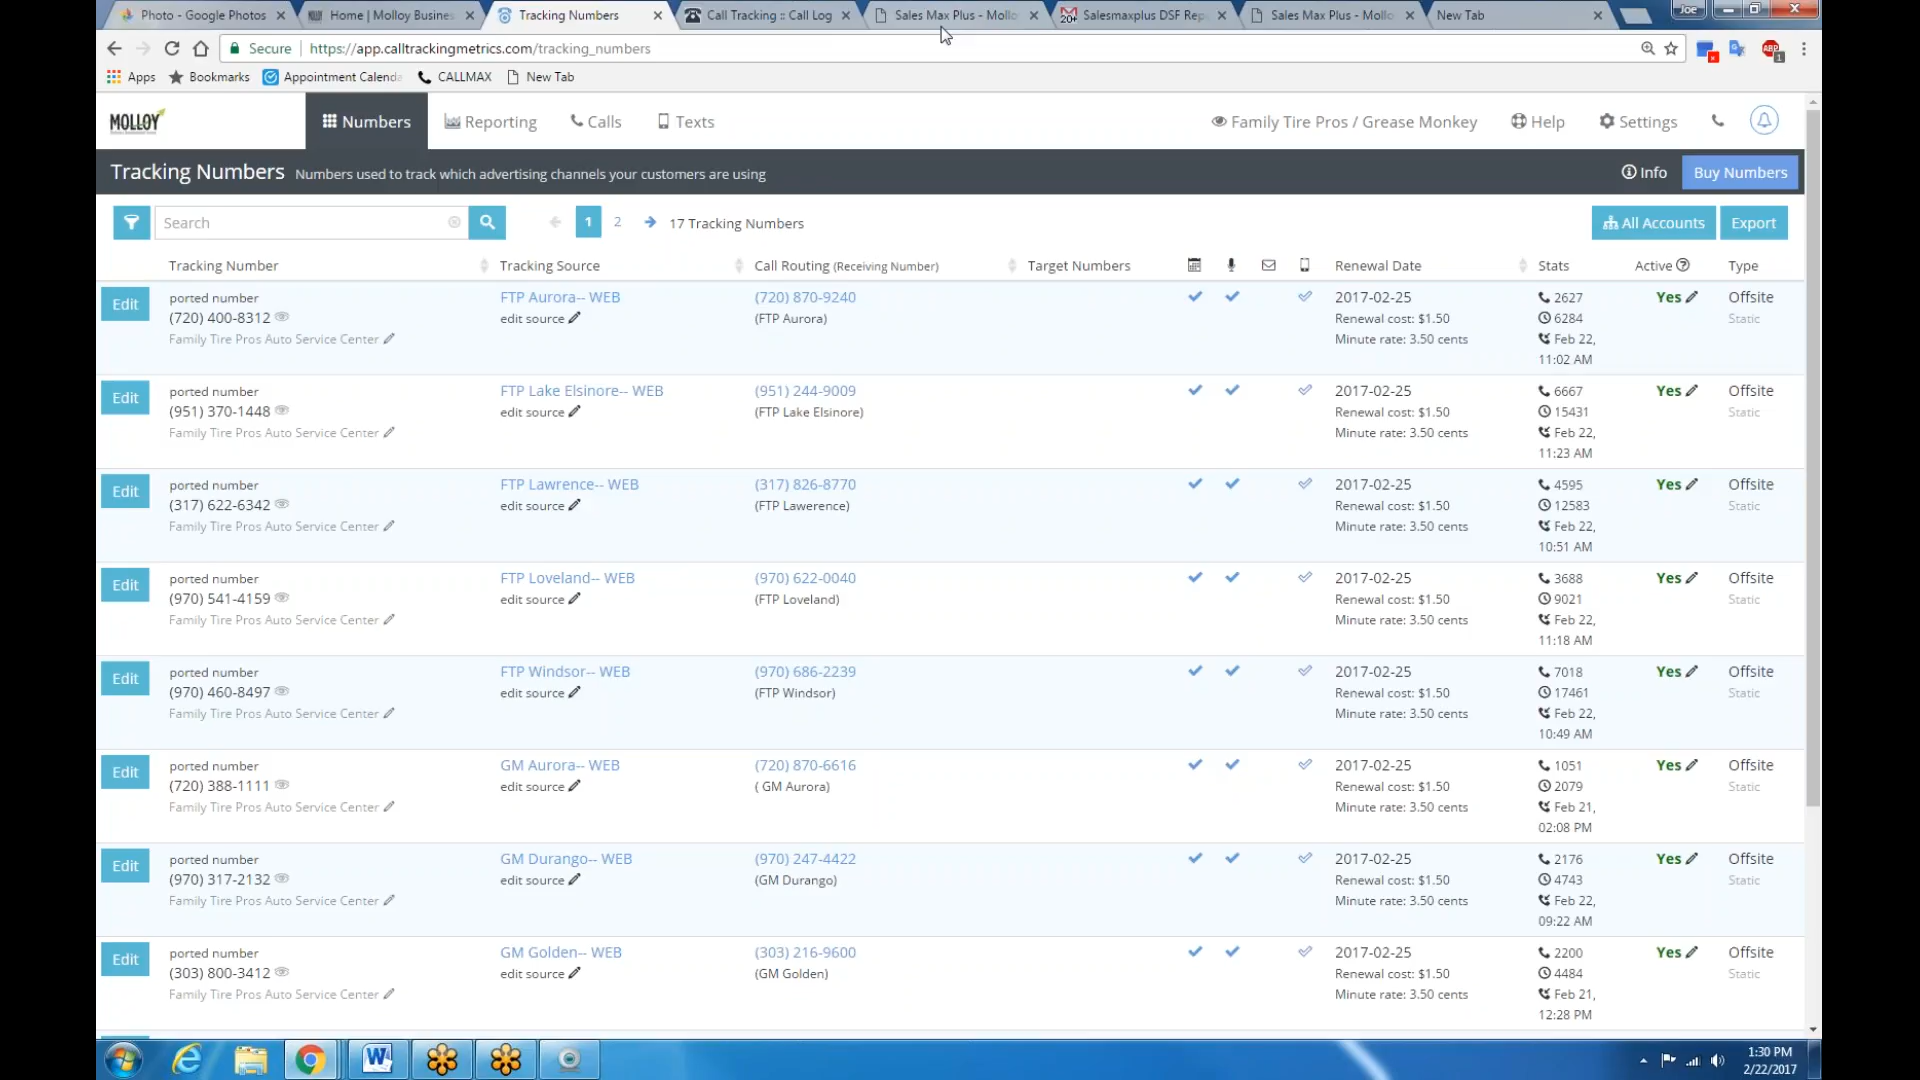 Photo - Google Photos
Home | Molloy Busines
Tracking Numbers
Call Tracking :: Call Log
Sales Max Plus - Mollo
20+ Salesmaxplus DSF Rep
Sales Max Plus - Mollo
New Tab
Joe
Secure https://app.calltrackingmetrics.com/tracking_numbers
ABP 1
Apps Bookmarks Appointment Calenda CALLMAX New Tab
MOLLOY
Numbers Reporting Calls Texts Family Tire Pros / Grease Monkey Help Settings
Tracking Numbers Numbers used to track which advertising channels your customers are using Info Buy Numbers
Search 1 2 17 Tracking Numbers All Accounts Export
Tracking Number Tracking Source Call Routing (Receiving Number) Target Numbers Renewal Date Stats Active Type
Edit ported number FTP Aurora-- WEB (720) 870-9240 2017-02-25 2627 Yes Offsite
(720) 400-8312 edit source (FTP Aurora) Renewal cost: $1.50 6284 Static
Family Tire Pros Auto Service Center Minute rate: 3.50 cents Feb 22,
11:02 AM
Edit ported number FTP Lake Elsinore-- WEB (951) 244-9009 2017-02-25 6667 Yes Offsite
(951) 370-1448 edit source (FTP Lake Elsinore) Renewal cost: $1.50 15431 Static
Family Tire Pros Auto Service Center Minute rate: 3.50 cents Feb 22,
11:23 AM
Edit ported number FTP Lawrence-- WEB (317) 826-8770 2017-02-25 4595 Yes Offsite
(317) 622-6342 edit source (FTP Lawerence) Renewal cost: $1.50 12583 Static
Family Tire Pros Auto Service Center Minute rate: 3.50 cents Feb 22,
10:51 AM
Edit ported number FTP Loveland-- WEB (970) 622-0040 2017-02-25 3688 Yes Offsite
(970) 541-4159 edit source (FTP Loveland) Renewal cost: $1.50 9021 Static
Family Tire Pros Auto Service Center Minute rate: 3.50 cents Feb 22,
11:18 AM
Edit ported number FTP Windsor-- WEB (970) 686-2239 2017-02-25 7018 Yes Offsite
(970) 460-8497 edit source (FTP Windsor) Renewal cost: $1.50 17461 Static
Family Tire Pros Auto Service Center Minute rate: 3.50 cents Feb 22,
10:49 AM
Edit ported number GM Aurora-- WEB (720) 870-6616 2017-02-25 1051 Yes Offsite
(720) 388-1111 edit source ( GM Aurora) Renewal cost: $1.50 2079 Static
Family Tire Pros Auto Service Center Minute rate: 3.50 cents Feb 21,
02:08 PM
Edit ported number GM Durango-- WEB (970) 247-4422 2017-02-25 2176 Yes Offsite
(970) 317-2132 edit source (GM Durango) Renewal cost: $1.50 4743 Static
Family Tire Pros Auto Service Center Minute rate: 3.50 cents Feb 22,
09:22 AM
Edit ported number GM Golden-- WEB (303) 216-9600 2017-02-25 2200 Yes Offsite
(303) 800-3412 edit source (GM Golden) Renewal cost: $1.50 4484 Static
Family Tire Pros Auto Service Center Minute rate: 3.50 cents Feb 21,
12:28 PM
1:30 PM
2/22/2017